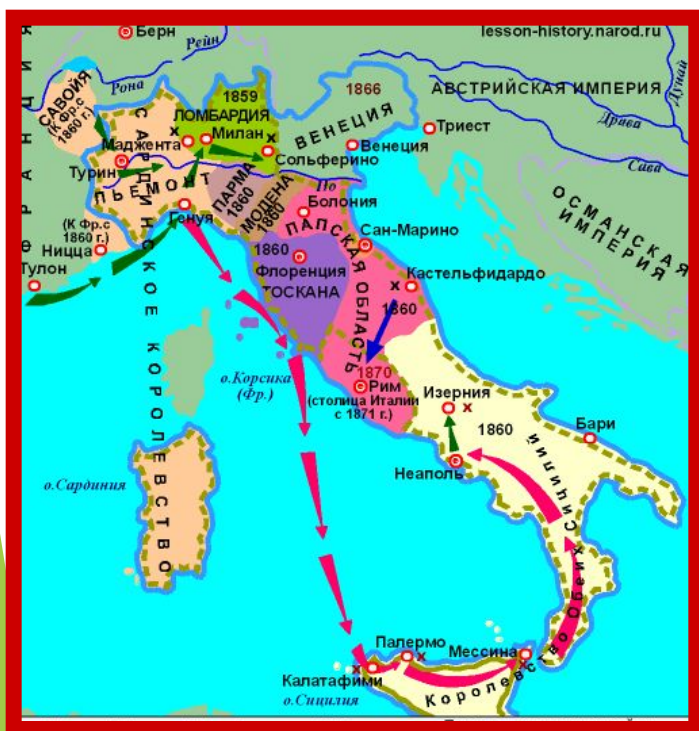 Берн
Рейн
lesson-history.narod.ru
ФРАНЦИЯ
Рона
САВОЙЯ
(К Фр.с
1860 г.)
1859
ЛОМБАРДИЯ
Милан
1866
АВСТРИЙСКАЯ ИМПЕРИЯ
Дунай
Драва
Сава
ВЕНЕЦИЯ
Триест
Венеция
Маджента
Сольферино
Турин
ПЬЕМОНТ
САРДИНСКОЕ КОРОЛЕВСТВО
ПАРМА
1860
МОДЕНА
1860
По
Болония
Генуя
(К Фр.с
1860 г.)
Ницца
Тулон
ОСМАНСКАЯ
ИМПЕРИЯ
ПАПСКАЯ ОБЛАСТЬ
Сан-Марино
1860
Флоренция
ТОСКАНА
Кастельфидардо
1860
о.Корсика
(Фр.)
1870
Рим
(столица Италии
с 1871 г.)
Изерния
1860
Бари
Неаполь
о.Сардиния
Королевство Обеих Сицилий
Палермо
Мессина
Калатафими
о.Сицилия